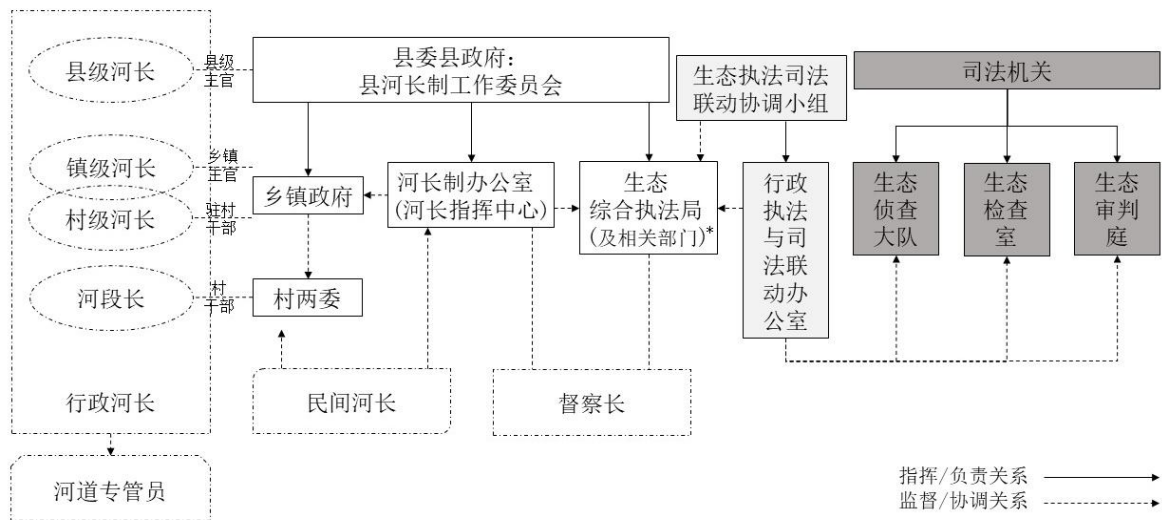 县级河长
县级
主官
县委县政府：
县河长制工作委员会
生态执法司法
联动协调小组
司法机关
镇级河长
乡镇
主官
村级河长
驻村
干部
乡镇政府
河长制办公室
(河长指挥中心)
生态
综合执法局
(及相关部门)*
行政
执法
与司
法联
动办
公室
生态
侦查
大队
生态
检查
室
生态
审判
庭
河段长
村
干部
村两委
行政河长
民间河长
督察长
河道专管员
指挥/负责关系
监督/协调关系